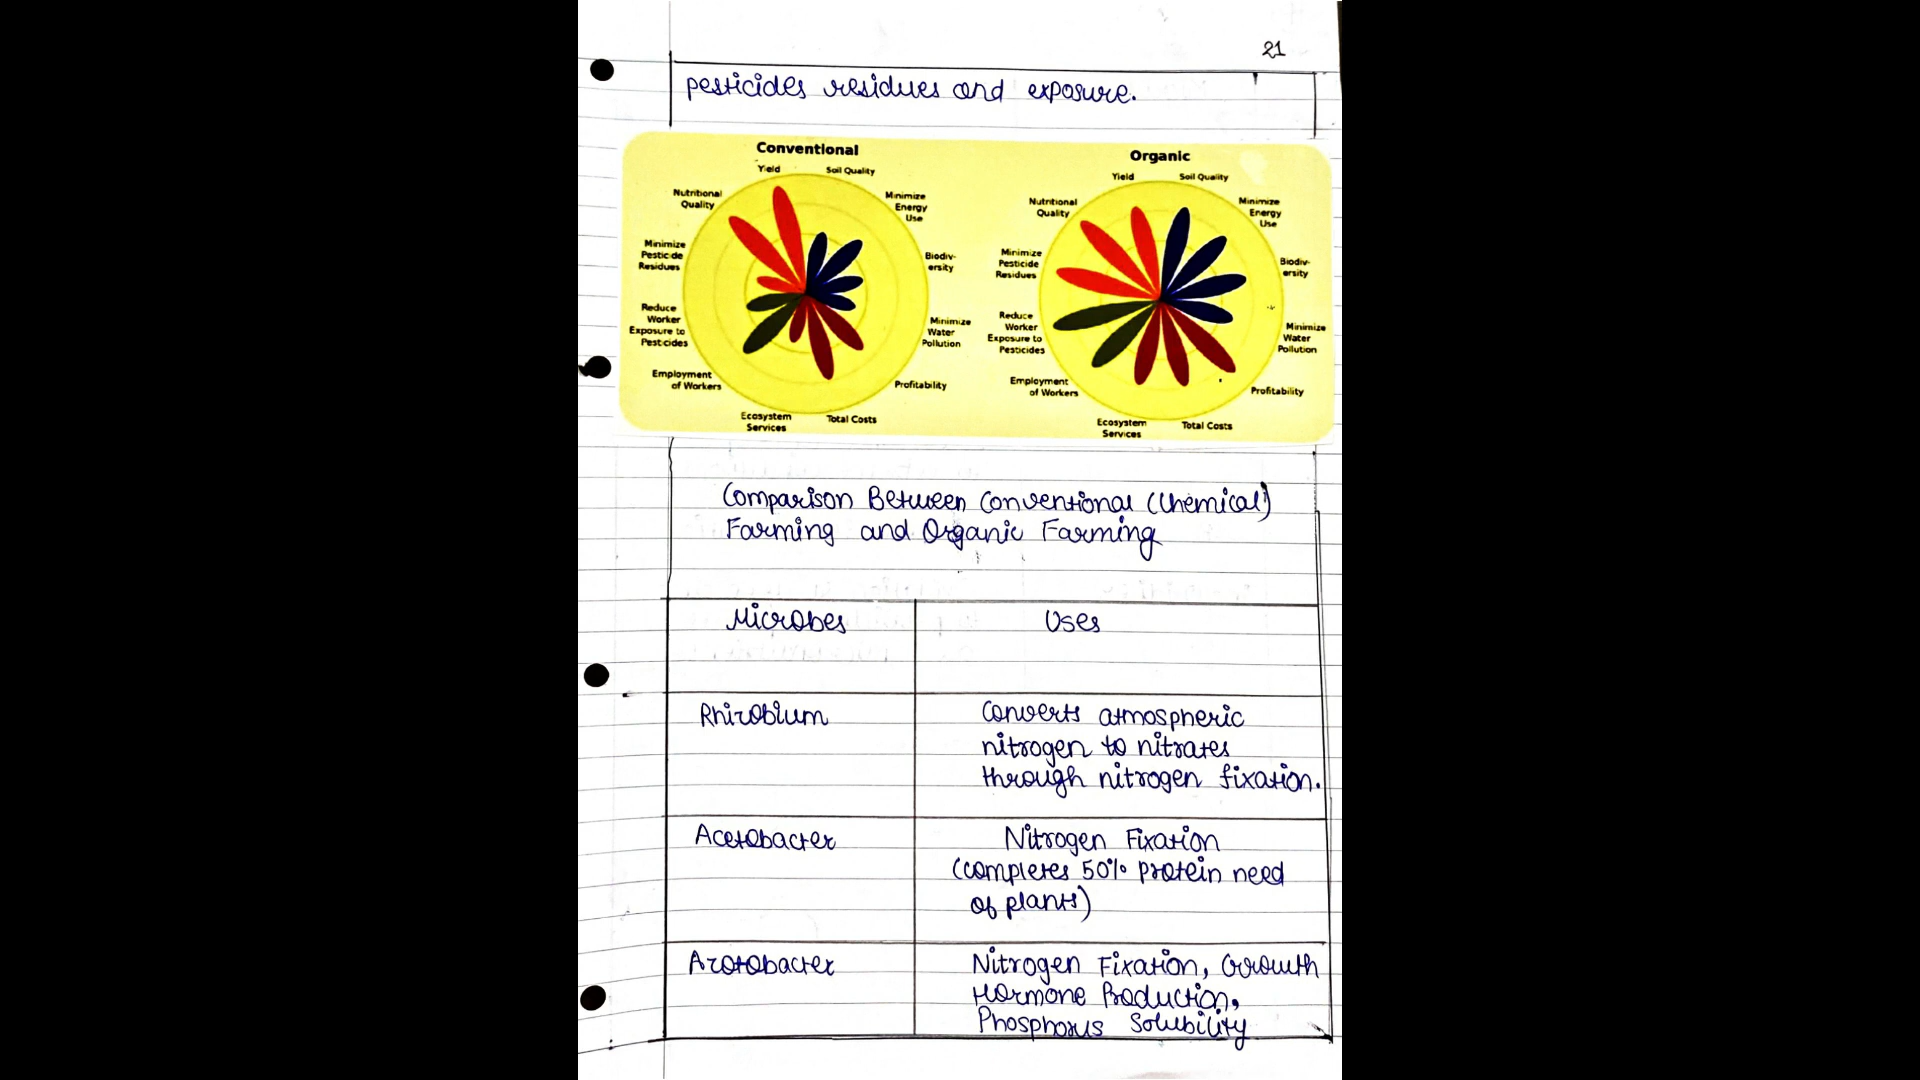 21
pesticides residues and exposure.
Conventional
Yield
Soil Quality
Nutritional
Quality
Minimize
Energy
Use
Minimize
Pesticide
Residues
Biodiv-
ersity
Reduce
Worker
Exposure to
Pesticides
Minimize
Water
Pollution
Employment
of Workers
Profitability
Ecosystem
Services
Total Costs
Organic
Yield
Soil Quality
Nutritional
Quality
Minimize
Energy
Use
Minimize
Pesticide
Residues
Biodiv-
ersity
Reduce
Worker
Exposure to
Pesticides
Minimize
Water
Pollution
Employment
of Workers
Profitability
Ecosystem
Services
Total Costs
Comparison Between Conventional (Chemical)
Farming and Organic Farming
Microbes
Uses
Rhizobium
Converts atmospheric
nitrogen to nitrates
through nitrogen fixation.
Acetobacter
Nitrogen Fixation
(completes 50% protein need
of plants)
Azotobacter
Nitrogen Fixation, Growth
Hormone Production,
Phosphorus Solubility